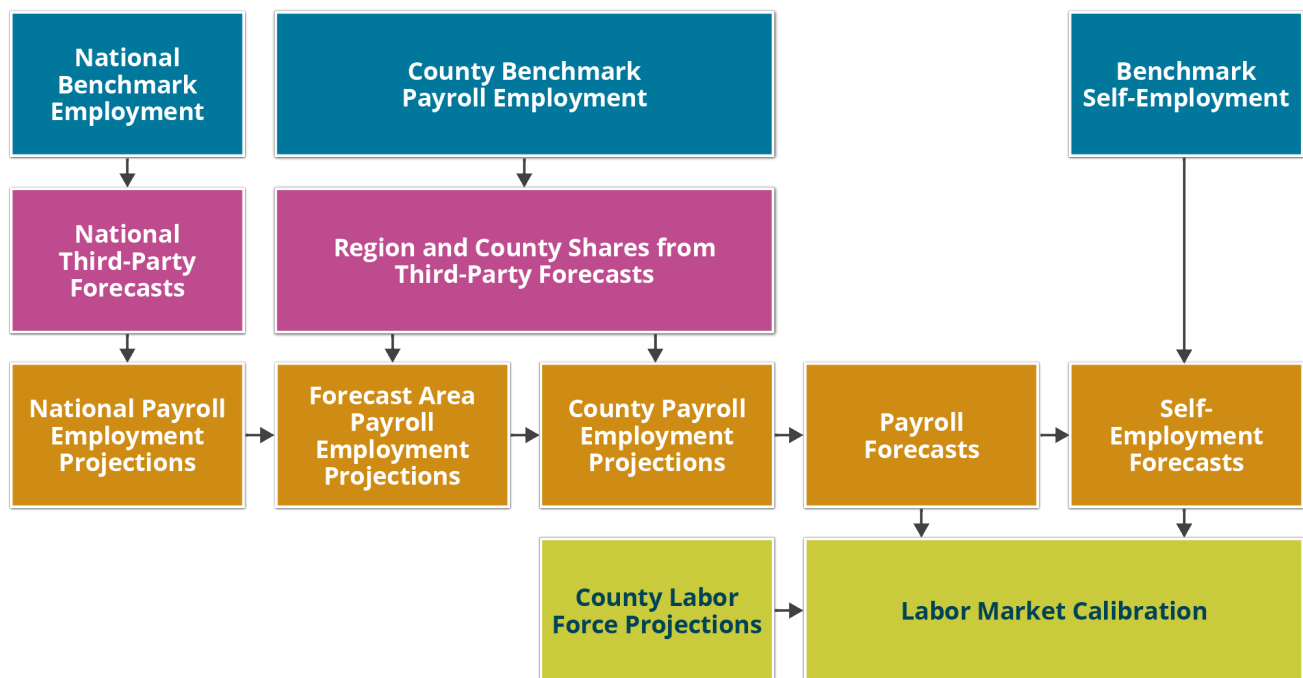 National
Benchmark
Employment
County Benchmark
Payroll Employment
Benchmark
Self-Employment
National
Third-Party
Forecasts
Region and County Shares from
Third-Party Forecasts
National Payroll
Employment
Projections
Forecast Area
Payroll
Employment
Projections
County Payroll
Employment
Projections
Payroll
Forecasts
Self-
Employment
Forecasts
County Labor
Force Projections
Labor Market Calibration